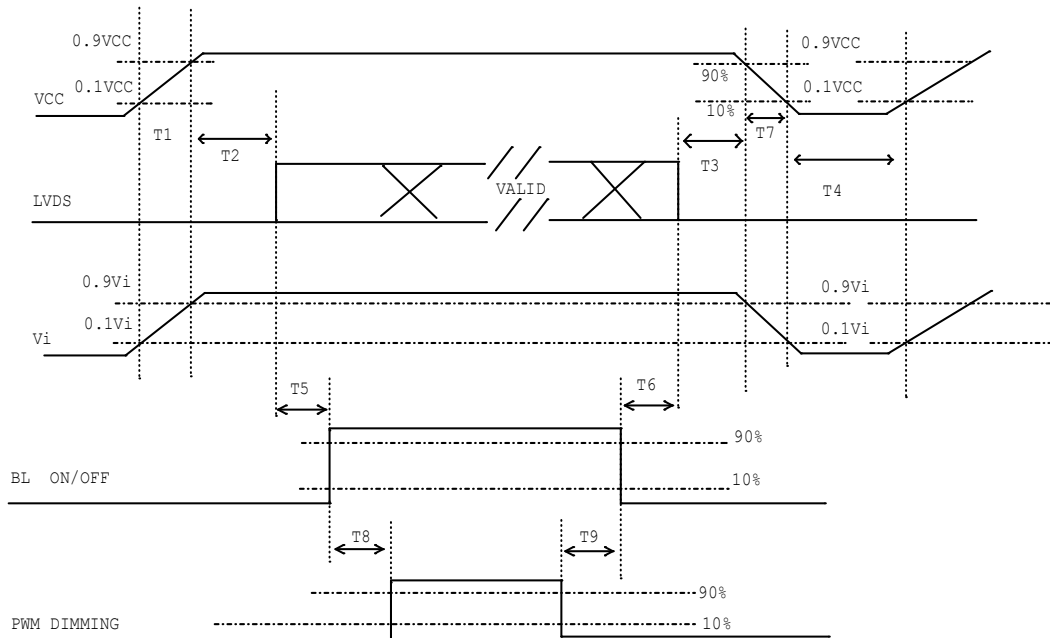 0.9VCC 0.9VCC
90%
0.1VCC 0.1VCC
VCC 10%
T1 T7
T2 T3
VALID T4
LVDS
0.9Vi 0.9Vi
0.1Vi 0.1Vi
Vi
T5 T6
90%
BL ON/OFF 10%
T8 T9
90%
PWM DIMMING 10%